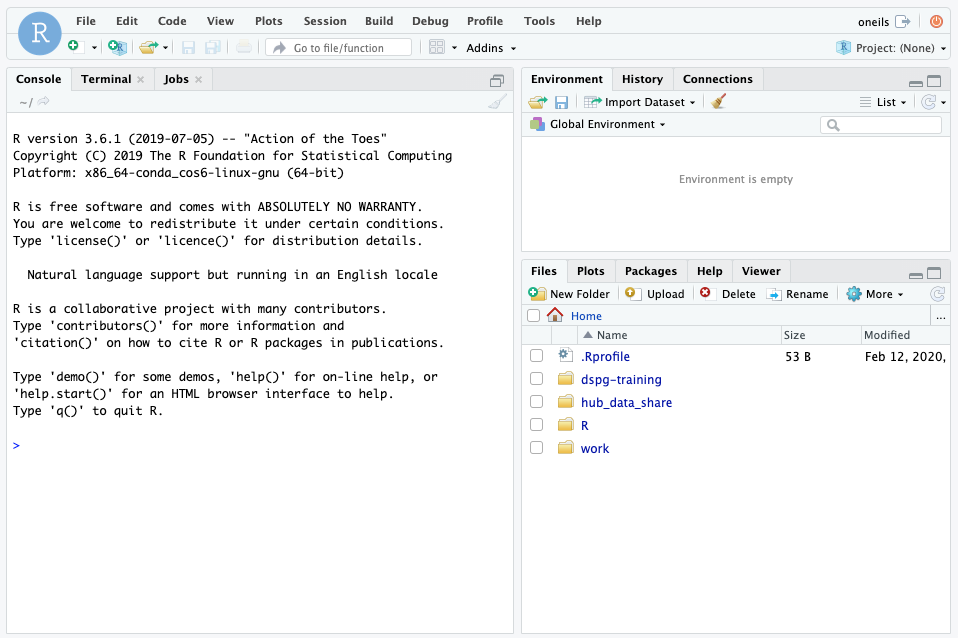 R
File Edit Code View Plots Session Build Debug Profile Tools Help
oneils
Go to file/function
Addins
Project: (None)
Console Terminal Jobs
~/
R version 3.6.1 (2019-07-05) -- "Action of the Toes"
Copyright (C) 2019 The R Foundation for Statistical Computing
Platform: x86_64-conda_cos6-linux-gnu (64-bit)
R is free software and comes with ABSOLUTELY NO WARRANTY.
You are welcome to redistribute it under certain conditions.
Type 'license()' or 'licence()' for distribution details.
Natural language support but running in an English locale
R is a collaborative project with many contributors.
Type 'contributors()' for more information and
'citation()' on how to cite R or R packages in publications.
Type 'demo()' for some demos, 'help()' for on-line help, or
'help.start()' for an HTML browser interface to help.
Type 'q()' to quit R.
>
Environment History Connections
Import Dataset List
Global Environment
Environment is empty
Files Plots Packages Help Viewer
New Folder Upload Delete Rename More
Home ...
Name Size Modified
.Rprofile 53 B Feb 12, 2020,
dspg-training
hub_data_share
R
work